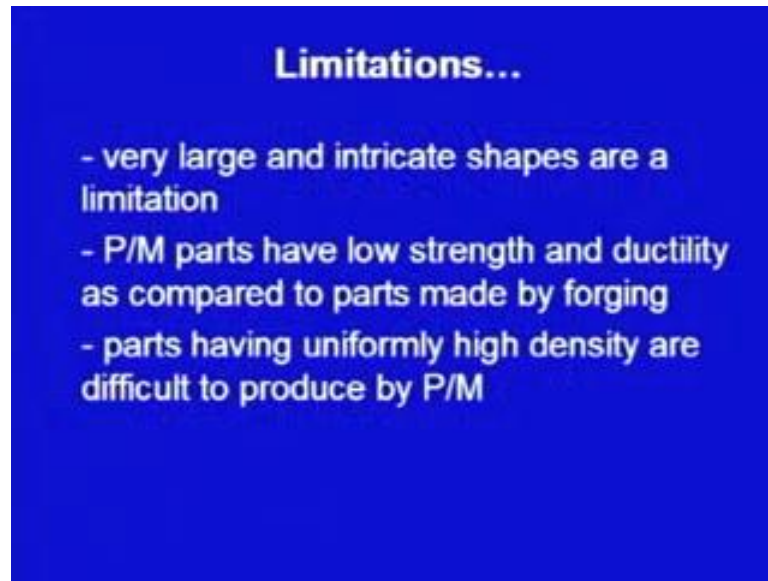 Limitations...
- very large and intricate shapes are a
limitation
- P/M parts have low strength and ductility
as compared to parts made by forging
- parts having uniformly high density are
difficult to produce by P/M